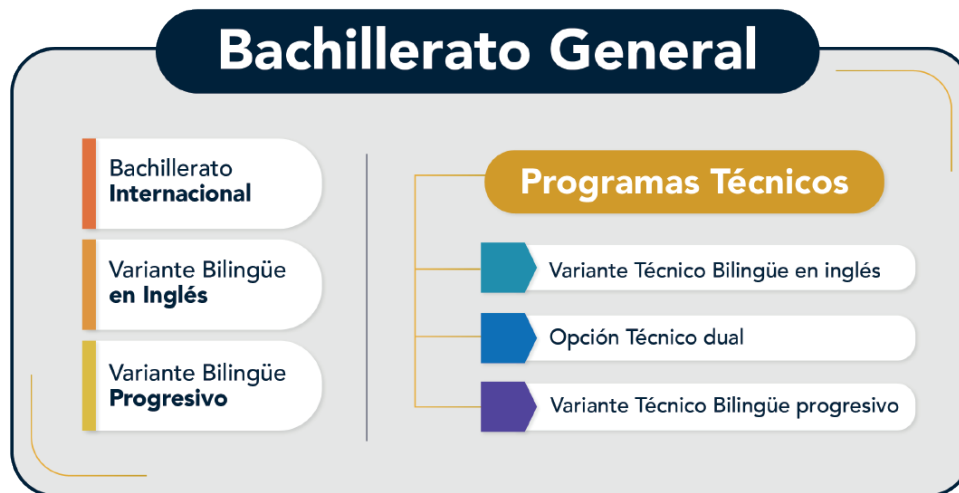 Bachillerato General
Bachillerato
Internacional
Variante Bilingüe
en Inglés
Variante Bilingüe
Progresivo
Programas Técnicos
Variante Técnico Bilingüe en inglés
Opción Técnico dual
Variante Técnico Bilingüe progresivo